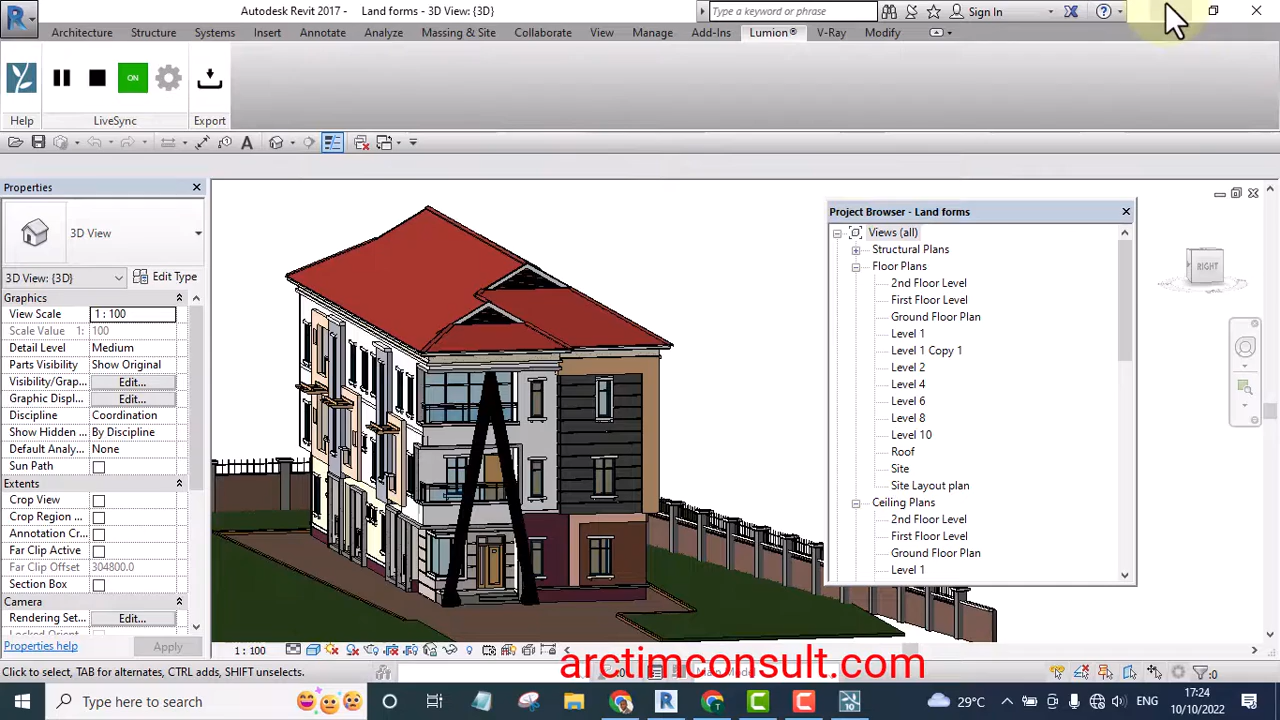 Autodesk Revit 2017 - Land forms - 3D View: {3D}
Type a keyword or phrase
Sign In
Architecture Structure Systems Insert Annotate Analyze Massing & Site Collaborate View Manage Add-Ins Lumion® V-Ray Modify
ON
Help LiveSync Export
Properties
3D View
3D View: {3D} Edit Type
Graphics
View Scale 1 : 100
Scale Value 1: 100
Detail Level Medium
Parts Visibility Show Original
Visibility/Grap... Edit...
Graphic Displ... Edit...
Discipline Coordination
Show Hidden ... By Discipline
Default Analy... None
Sun Path
Extents
Crop View
Crop Region ...
Annotation Cr...
Far Clip Active
Far Clip Offset 304800.0
Section Box
Camera
Rendering Set... Edit...
Properties help Apply
Project Browser - Land forms
Views (all)
Structural Plans
Floor Plans
2nd Floor Level
First Floor Level
Ground Floor Plan
Level 1
Level 1 Copy 1
Level 2
Level 4
Level 6
Level 8
Level 10
Roof
Site
Site Layout plan
Ceiling Plans
2nd Floor Level
First Floor Level
Ground Floor Plan
Level 1
RIGHT
1 : 100
Click to select, TAB for alternates, CTRL adds, SHIFT unselects.
arctimconsult.com
:0
Type here to search
29°C
ENG
17:24
10/10/2022